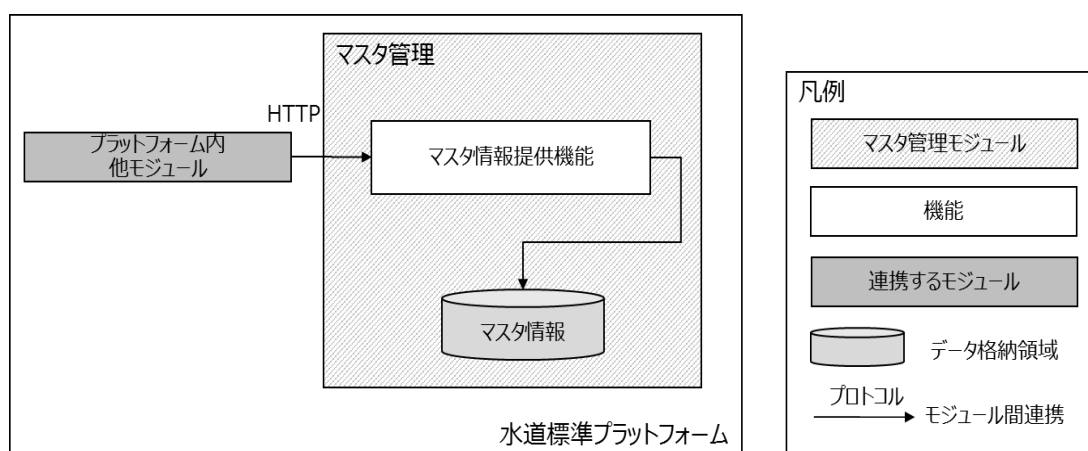 マスタ管理
HTTP
プラットフォーム内
他モジュール
マスタ情報提供機能
マスタ情報
水道標準プラットフォーム
凡例
マスタ管理モジュール
機能
連携するモジュール
データ格納領域
プロトコル
モジュール間連携